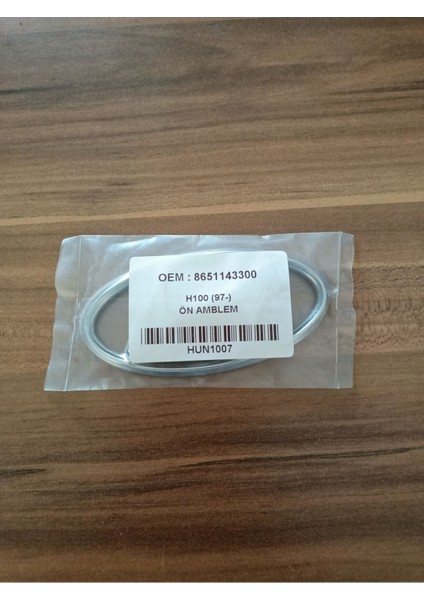 OEM : 8651143300
H100 (97-)
ÖN AMBLEM
HUN1007